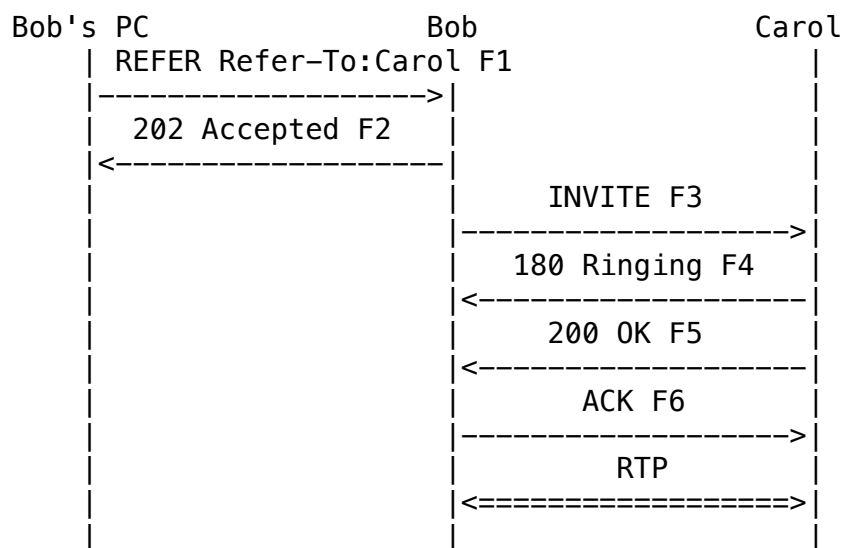 Bob's PC Bob Carol
REFER Refer-To:Carol F1
202 Accepted F2
INVITE F3
180 Ringing F4
200 OK F5
ACK F6
RTP